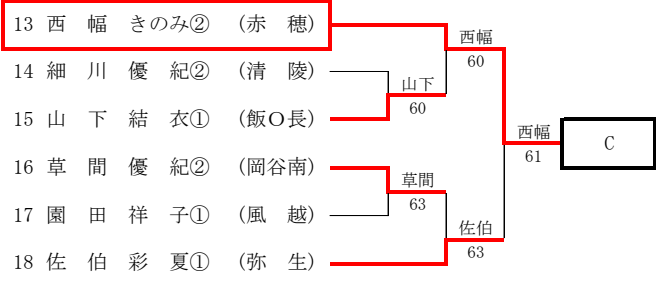 13 西 幅 きのみ② (赤 穂)
西幅
60
14 細 川 優 紀② (清 陵)
山下
60
15 山 下 結 衣① (飯O長)
西幅
61
C
16 草 間 優 紀② (岡谷南)
草間
63
17 園 田 祥 子① (風 越)
佐伯
63
18 佐 伯 彩 夏① (弥 生)